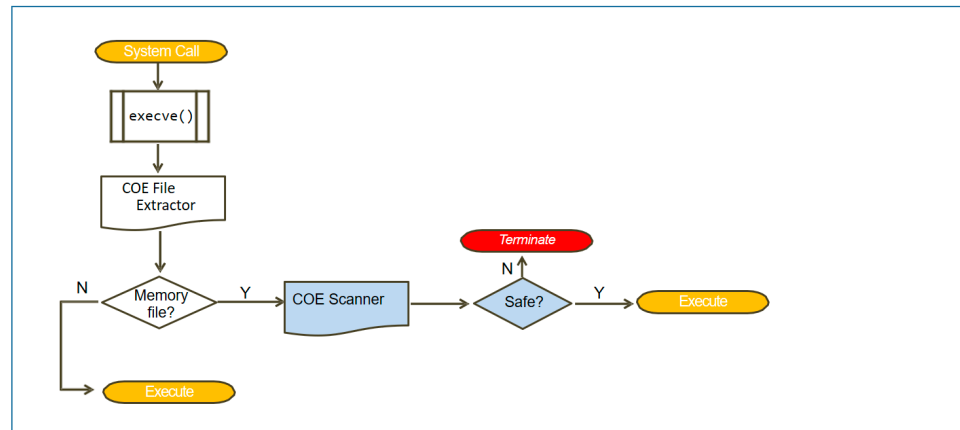 System Call
execve()
COE File
Extractor
Terminate
N
N
Memory
file?
Y
COE Scanner
Safe?
Y
Execute
Execute